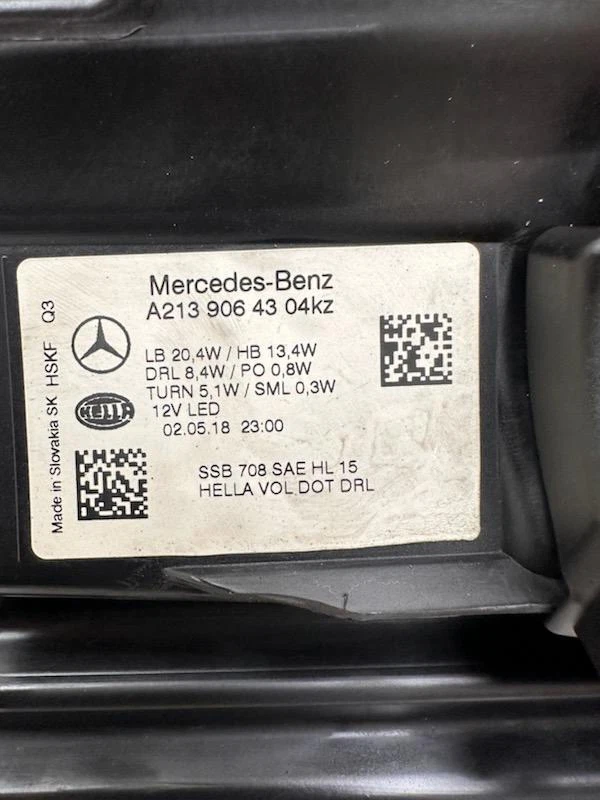 Mercedes-Benz
A213 906 43 04kz
LB 20,4W / HB 13,4W
DRL 8,4W / PO 0,8W
TURN 5,1W / SML 0,3W
12V LED
02.05.18 23:00
SSB 708 SAE HL 15
HELLA VOL DOT DRL
HELLA
Made in Slovakia SK HSKF Q3